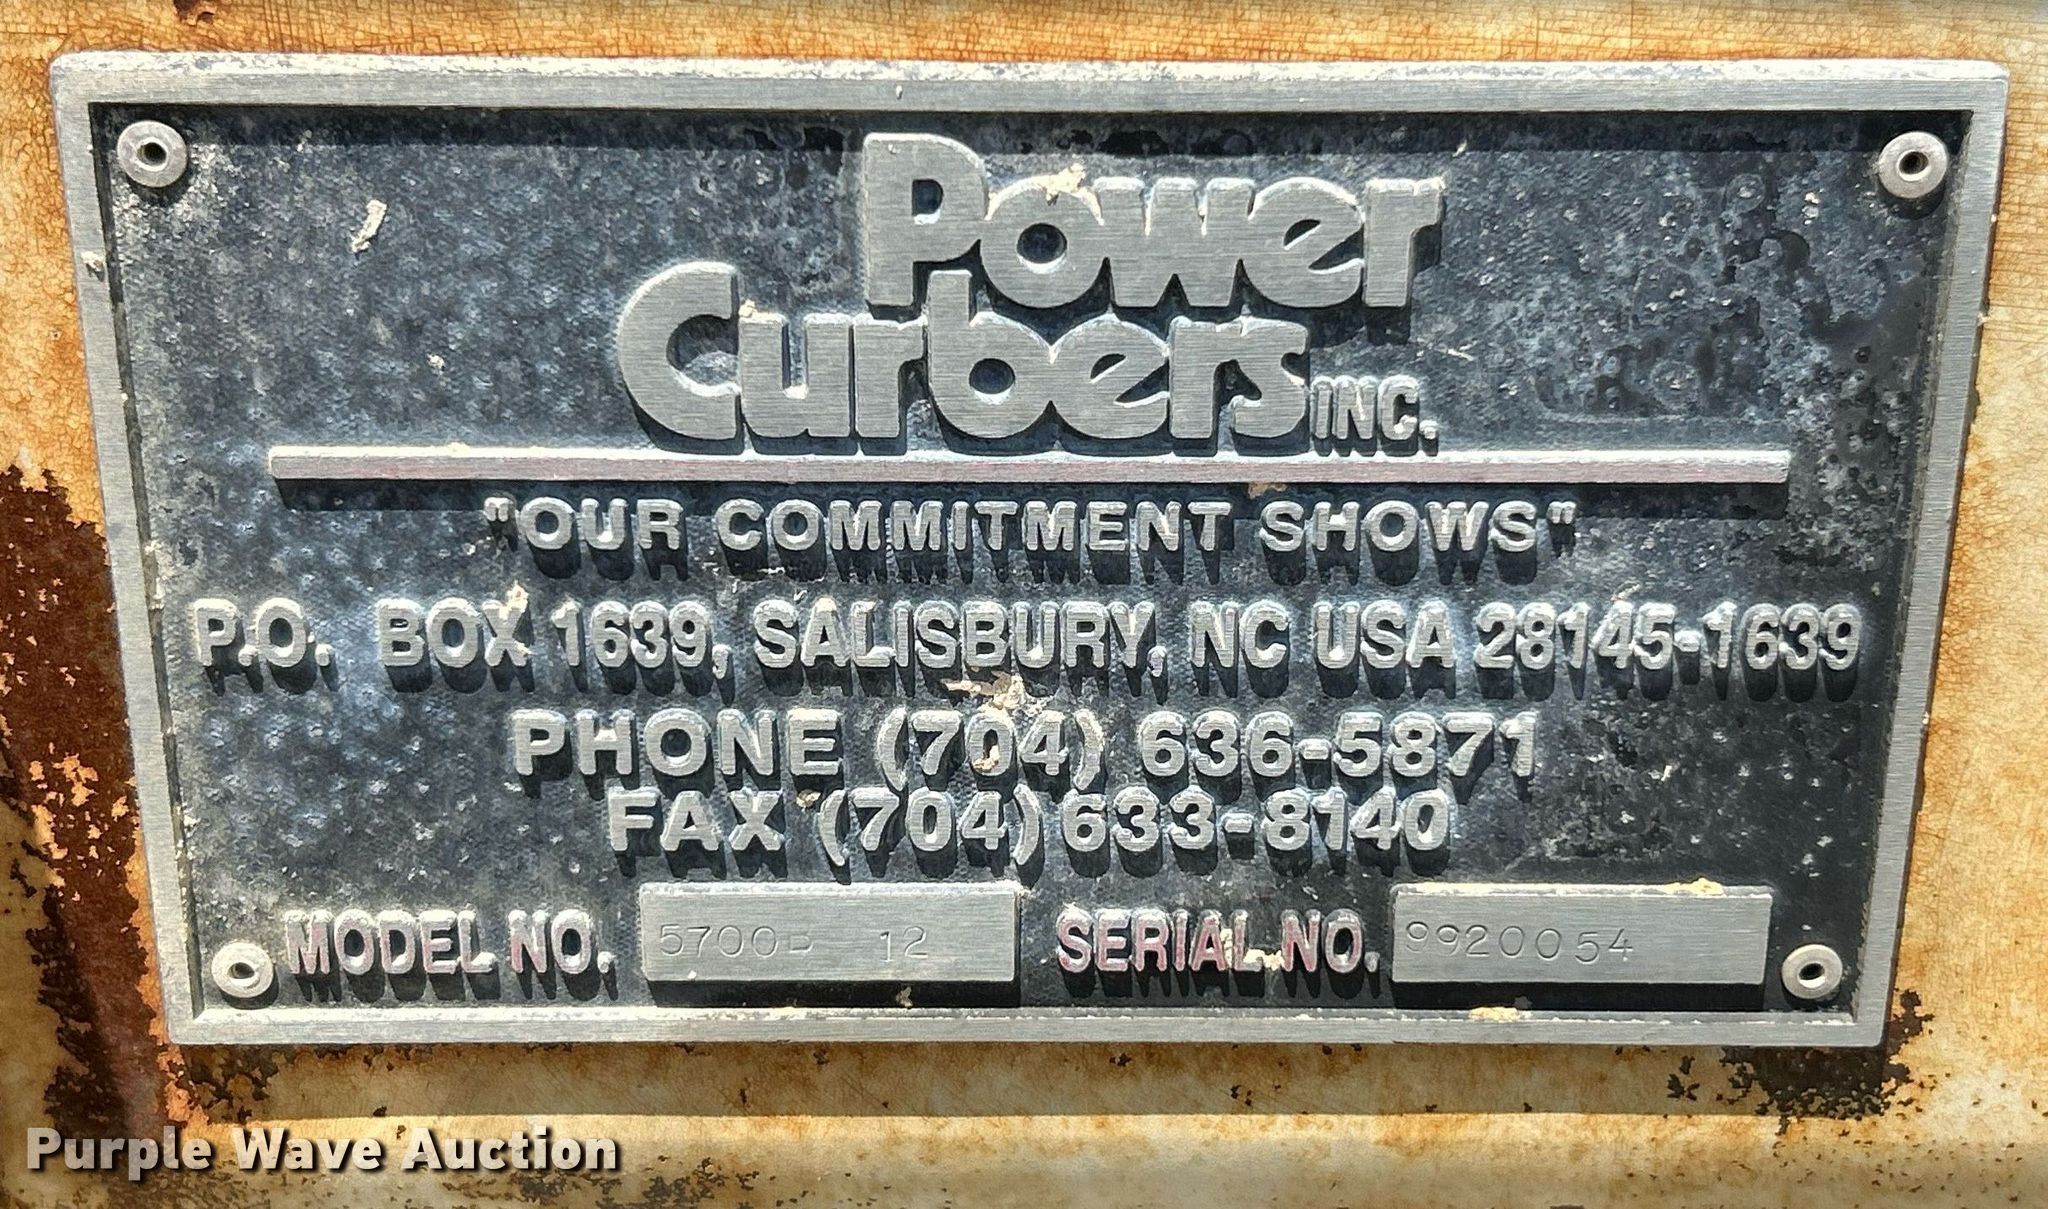 Power
Curbers INC.
"OUR COMMITMENT SHOWS"
P.O. BOX 1639, SALISBURY, NC USA 28145-1639
PHONE (704) 636-5871
FAX (704) 633-8140
MODEL NO. 5700B 12 SERIAL NO. 9920054
Purple Wave Auction